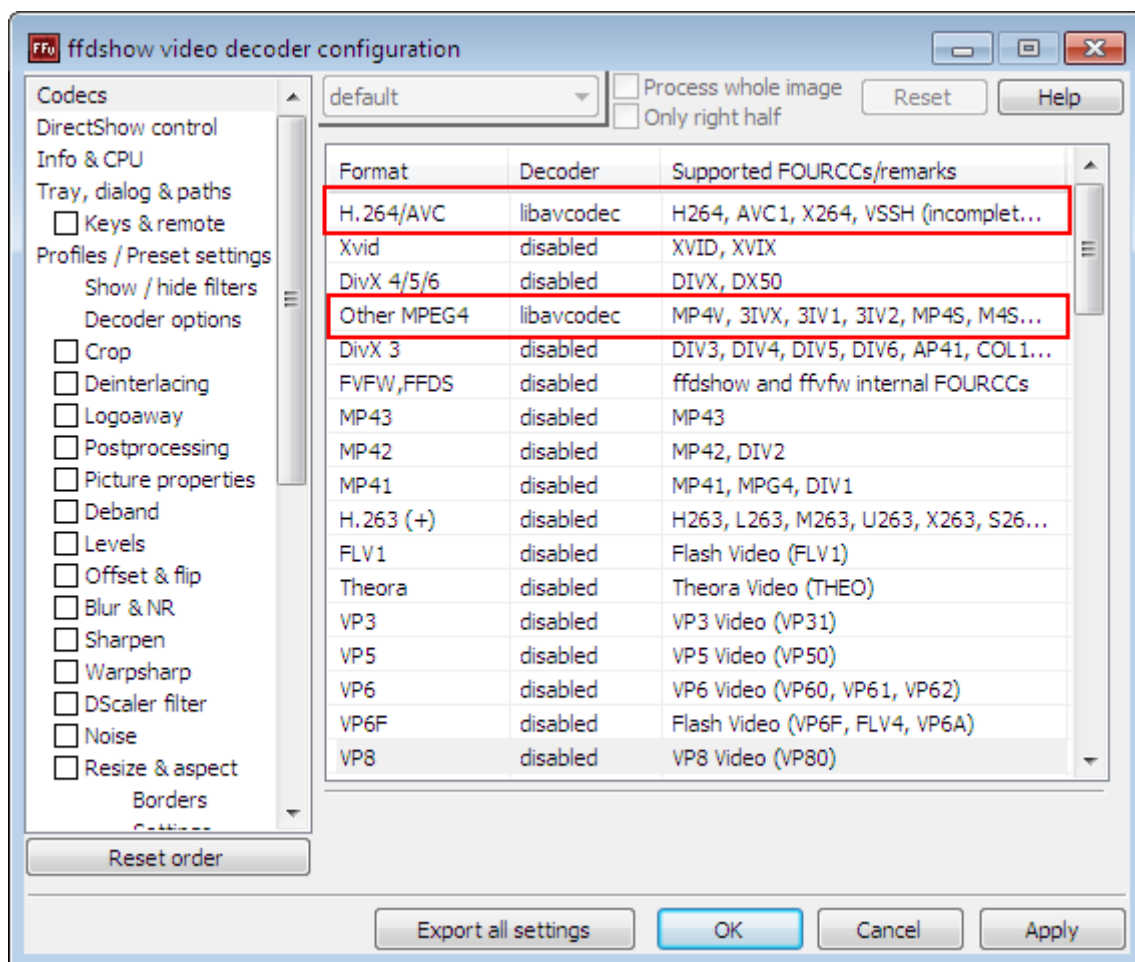 FFv ffdshow video decoder configuration
Codecs
DirectShow control
Info & CPU
Tray, dialog & paths
Keys & remote
Profiles / Preset settings
Show / hide filters
Decoder options
Crop
Deinterlacing
Logoaway
Postprocessing
Picture properties
Deband
Levels
Offset & flip
Blur & NR
Sharpen
Warpsharp
DScaler filter
Noise
Resize & aspect
Borders
Reset order
default
Process whole image
Only right half
Reset
Help
Format Decoder Supported FOURCCs/remarks
H.264/AVC libavcodec H264, AVC1, X264, VSSH (incomplet...
Xvid disabled XVID, XVIX
DivX 4/5/6 disabled DIVX, DX50
Other MPEG4 libavcodec MP4V, 3IVX, 3IV1, 3IV2, MP4S, M4S...
DivX 3 disabled DIV3, DIV4, DIV5, DIV6, AP41, COL1...
FVFW,FFDS disabled ffdshow and ffvfw internal FOURCCs
MP43 disabled MP43
MP42 disabled MP42, DIV2
MP41 disabled MP41, MPG4, DIV1
H.263 (+) disabled H263, L263, M263, U263, X263, S26...
FLV1 disabled Flash Video (FLV1)
Theora disabled Theora Video (THEO)
VP3 disabled VP3 Video (VP31)
VP5 disabled VP5 Video (VP50)
VP6 disabled VP6 Video (VP60, VP61, VP62)
VP6F disabled Flash Video (VP6F, FLV4, VP6A)
VP8 disabled VP8 Video (VP80)
Export all settings
OK
Cancel
Apply